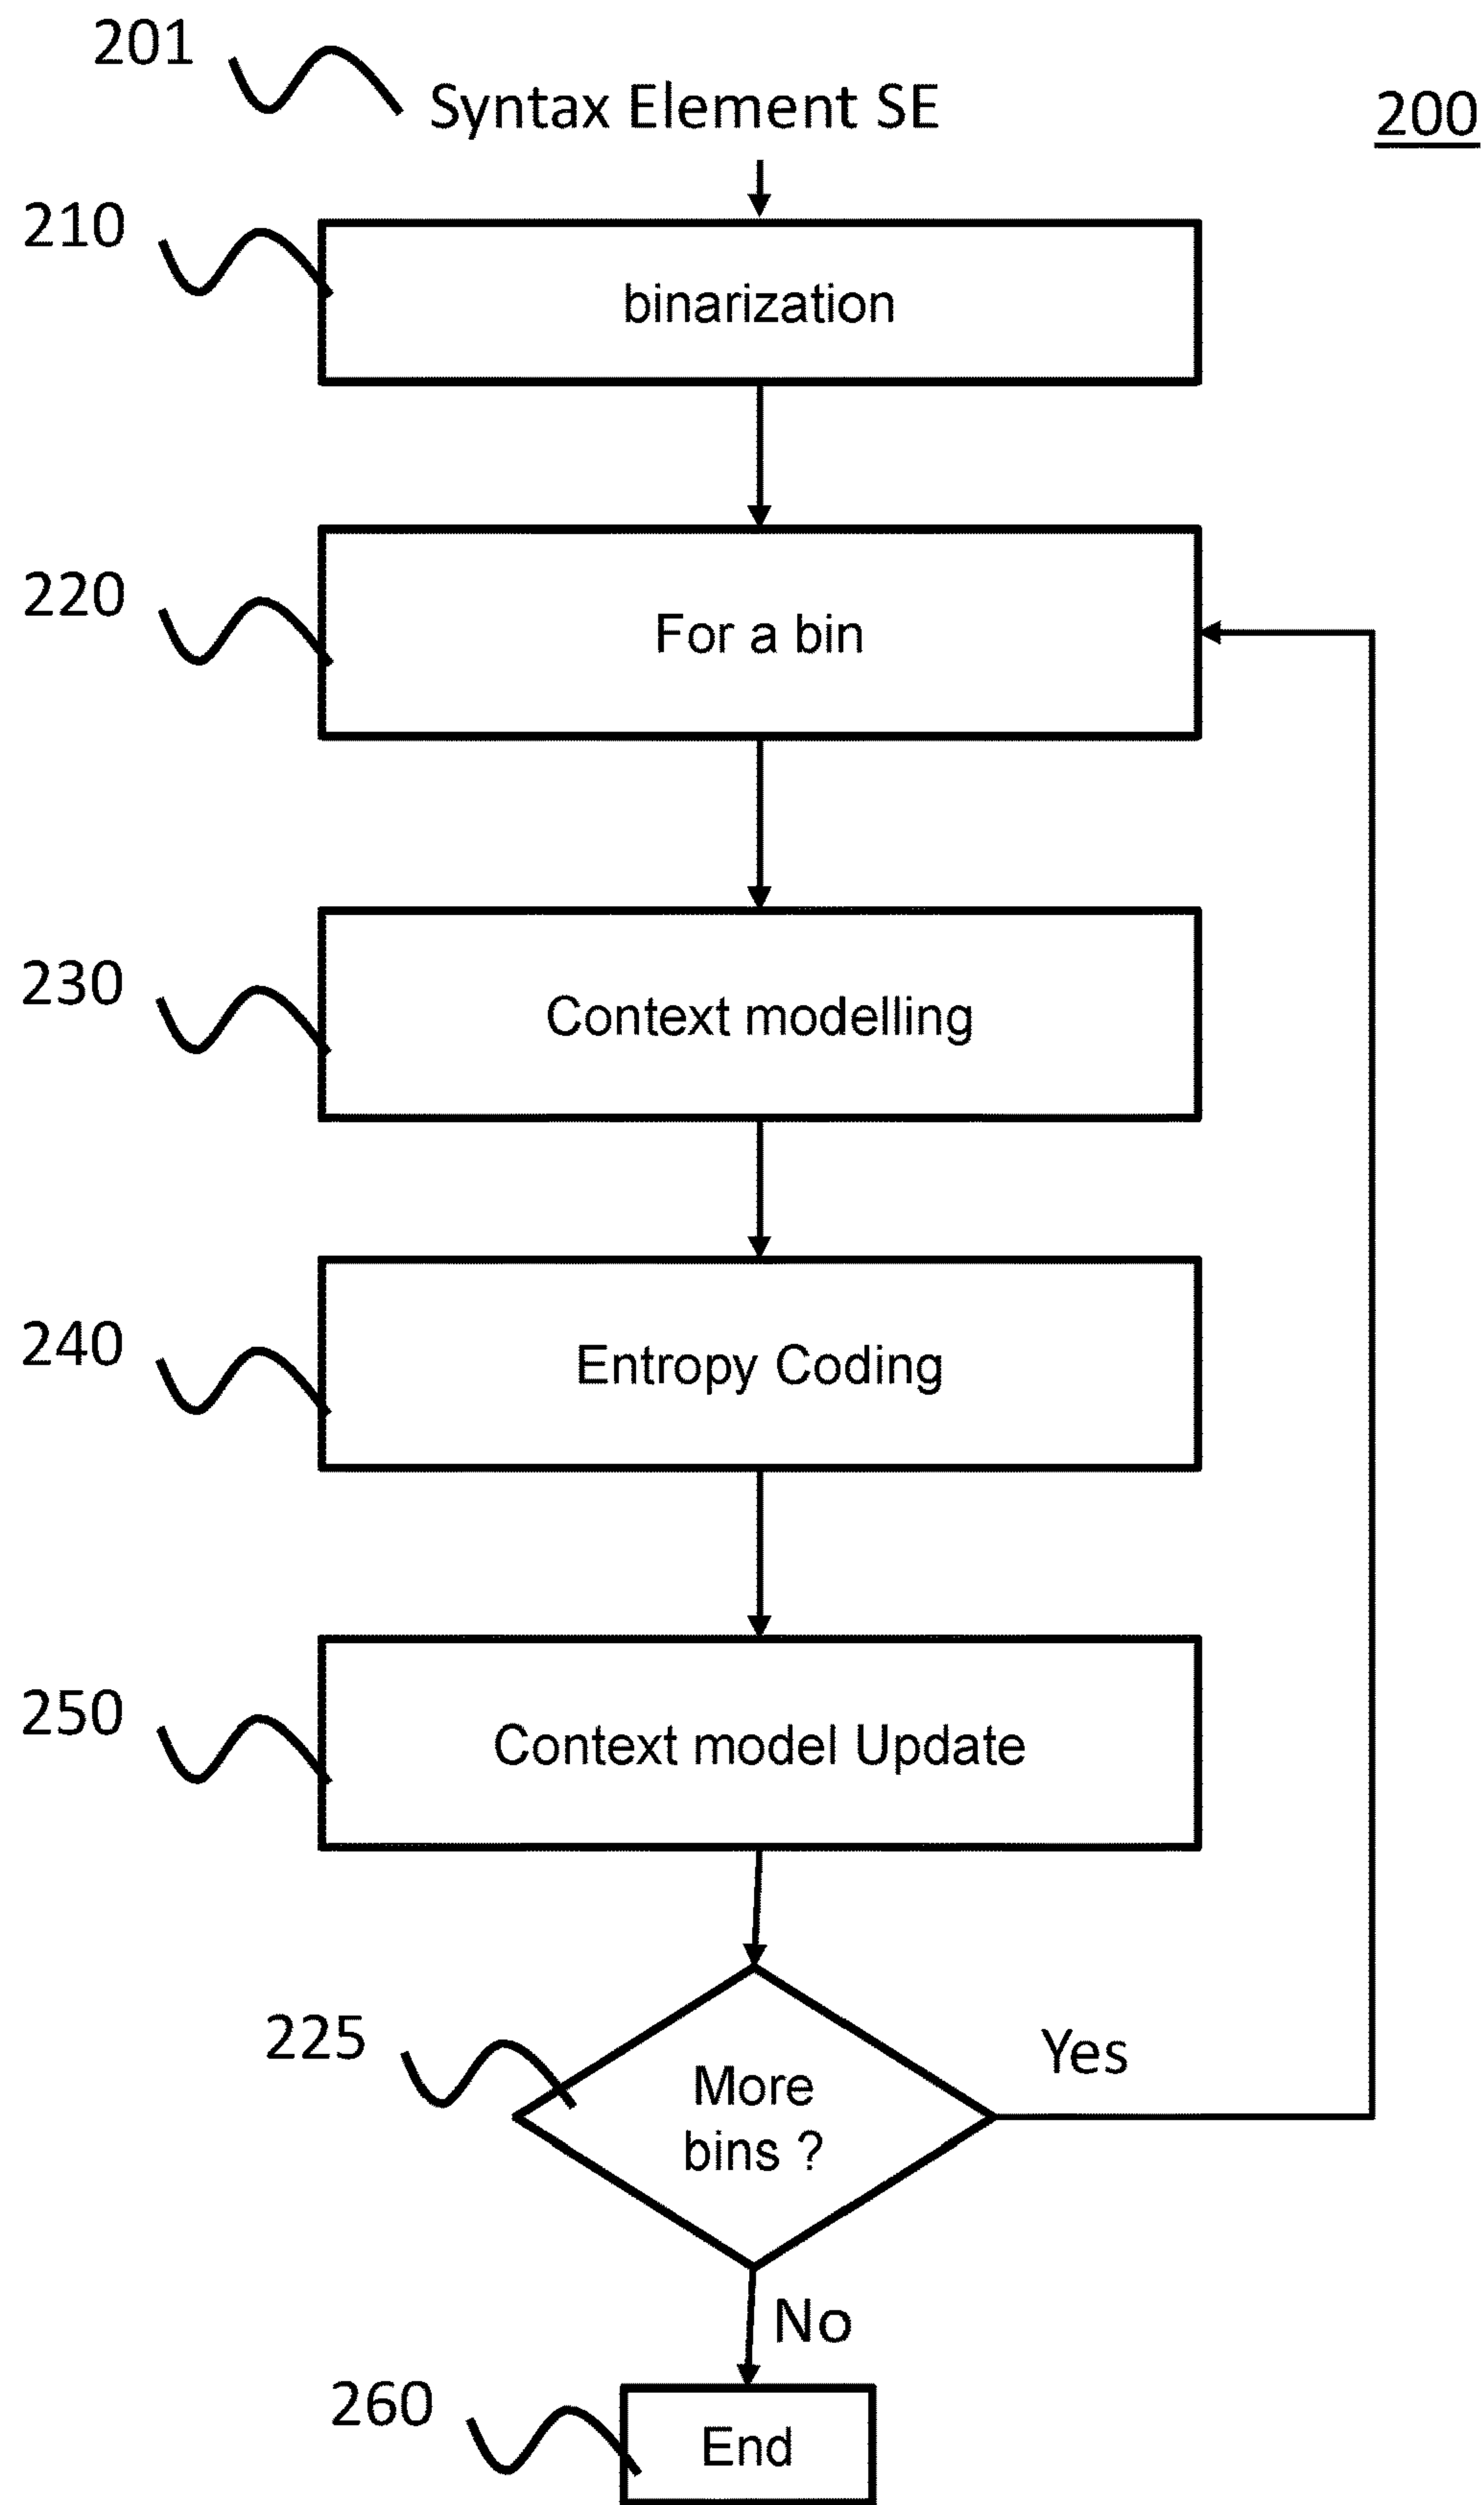 201
Syntax Element SE
200
210
binarization
220
For a bin
230
Context modelling
240
Entropy Coding
250
Context model Update
225
More
bins ?
Yes
No
260
End